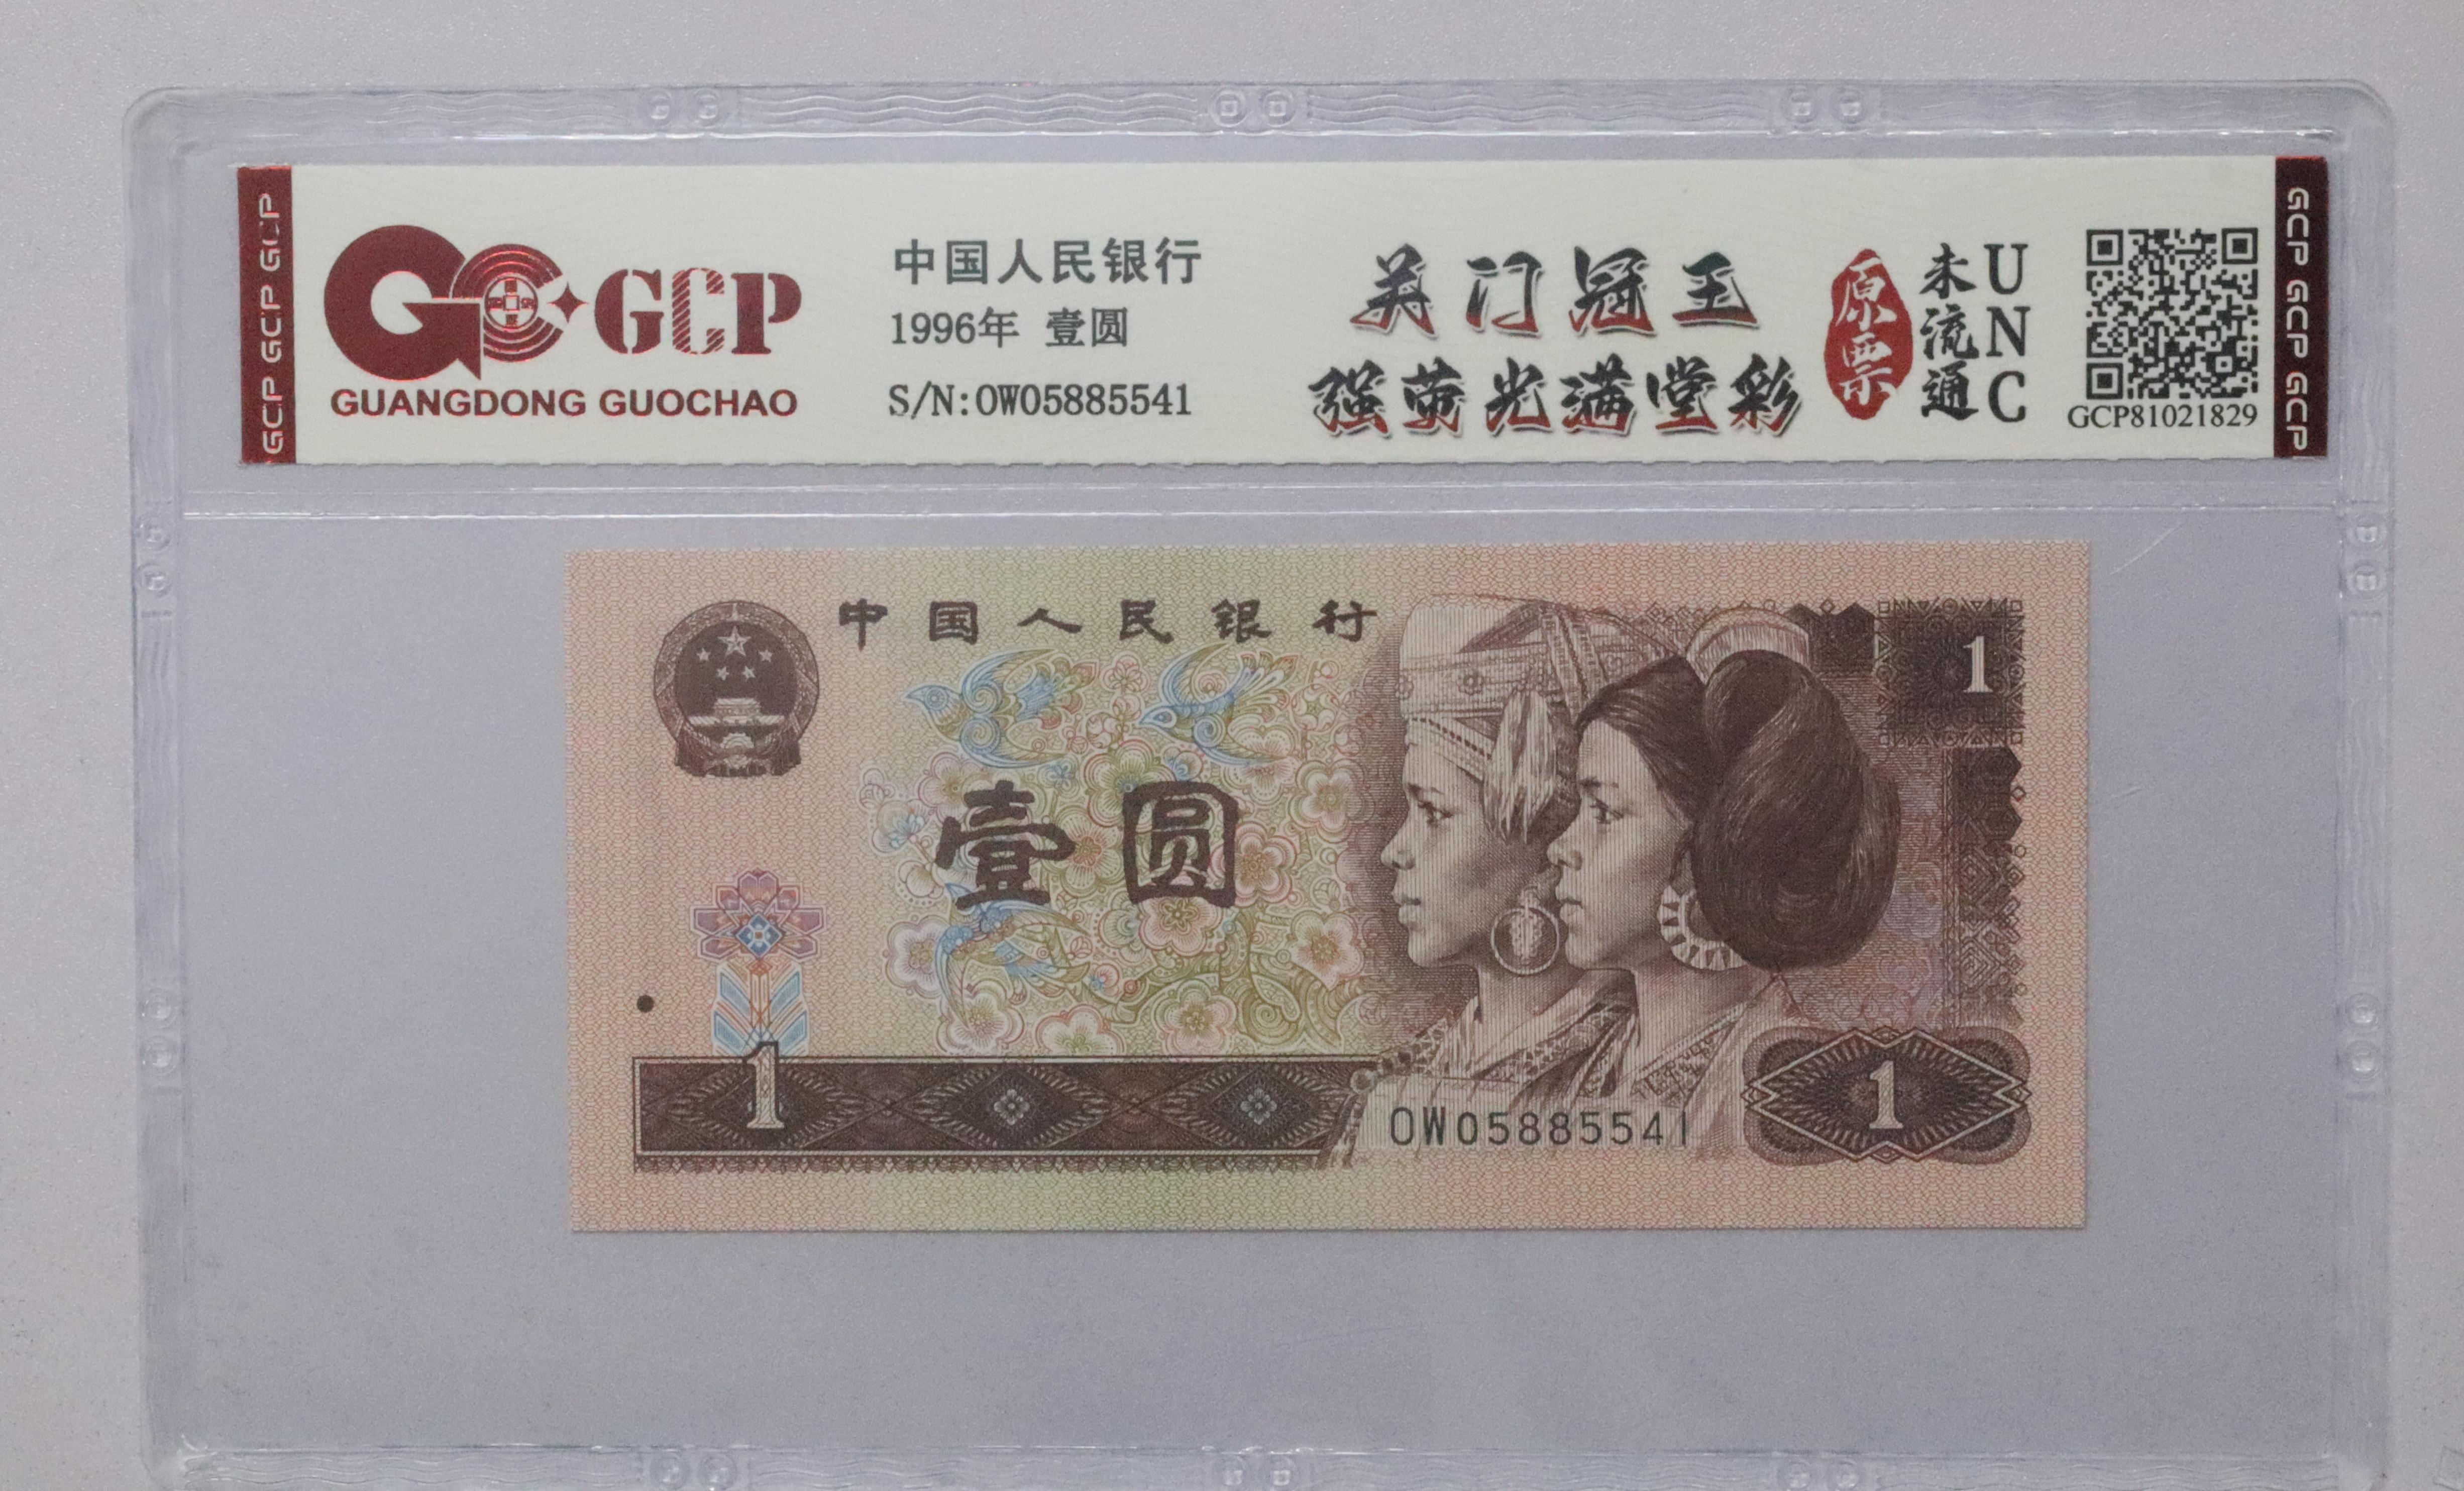 GCP GCP GCP
GCP
GUANGDONG GUOCHAO
中国人民银行
1996年 壹圆
S/N:OW05885541
关门冠王
强荧光满堂彩
原票
未流通
UNC
GCP81021829
GCP GCP GCP
中国人民银行
1
壹圆
1
OW05885541
1